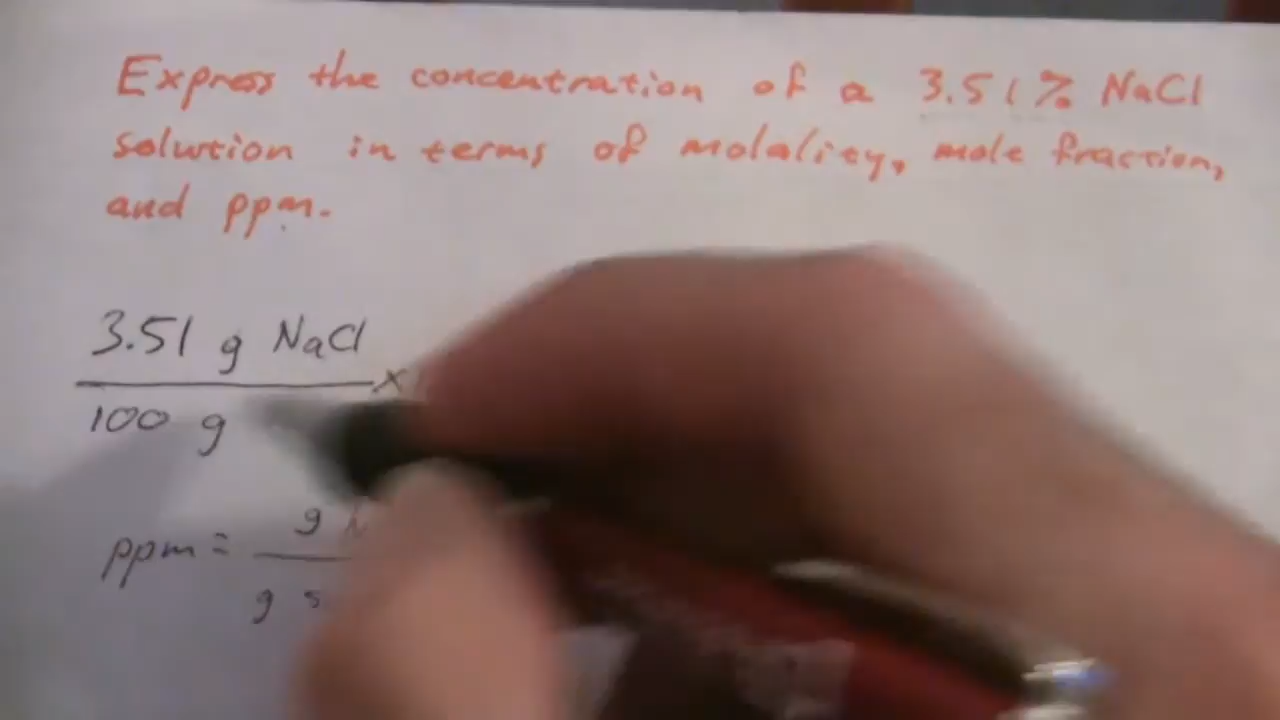 Express the concentration of a 3.51% NaCl
solution in terms of molality, mole fraction,
and ppm.
3.51 g NaCl
100 g ×
ppm = g
g s